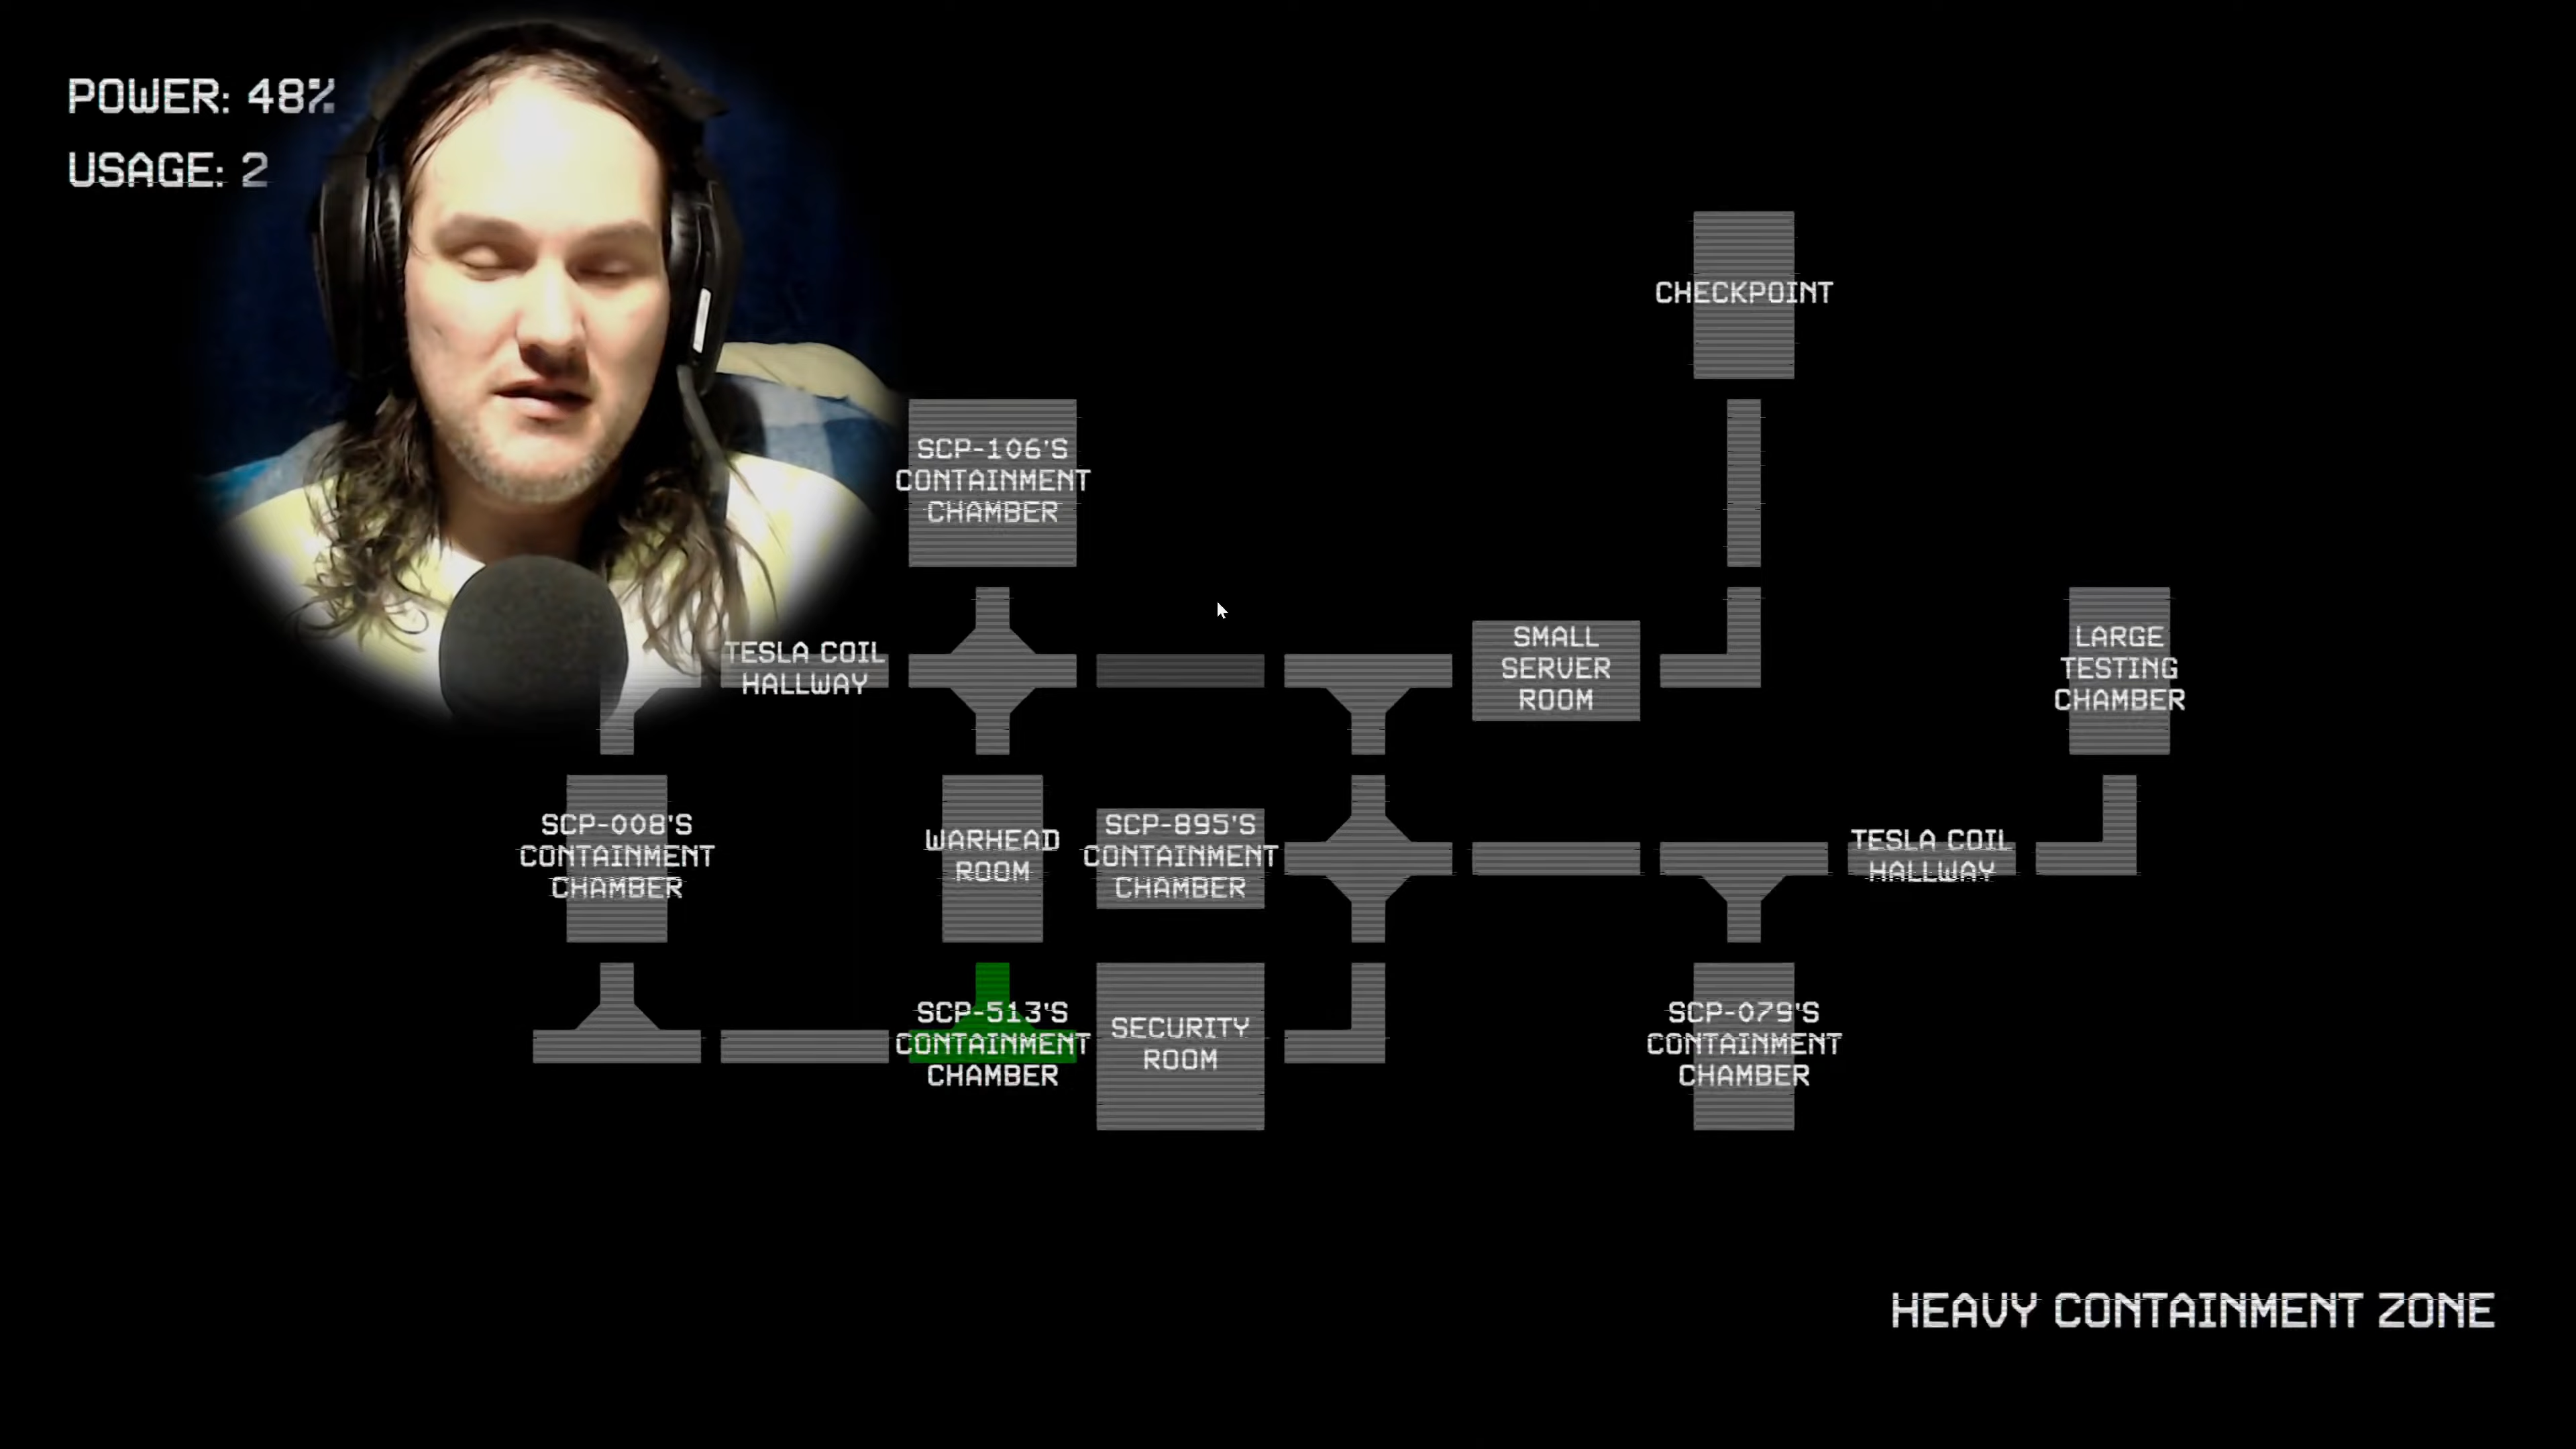 POWER: 48%
USAGE: 2
CHECKPOINT
SCP-106'S
CONTAINMENT
CHAMBER
TESLA COIL
HALLWAY
SMALL
SERVER
ROOM
LARGE
TESTING
CHAMBER
SCP-008'S
CONTAINMENT
CHAMBER
WARHEAD
ROOM
SCP-895'S
CONTAINMENT
CHAMBER
TESLA COIL
HALLWAY
SCP-513'S
CONTAINMENT
CHAMBER
SECURITY
ROOM
SCP-079'S
CONTAINMENT
CHAMBER
HEAVY CONTAINMENT ZONE